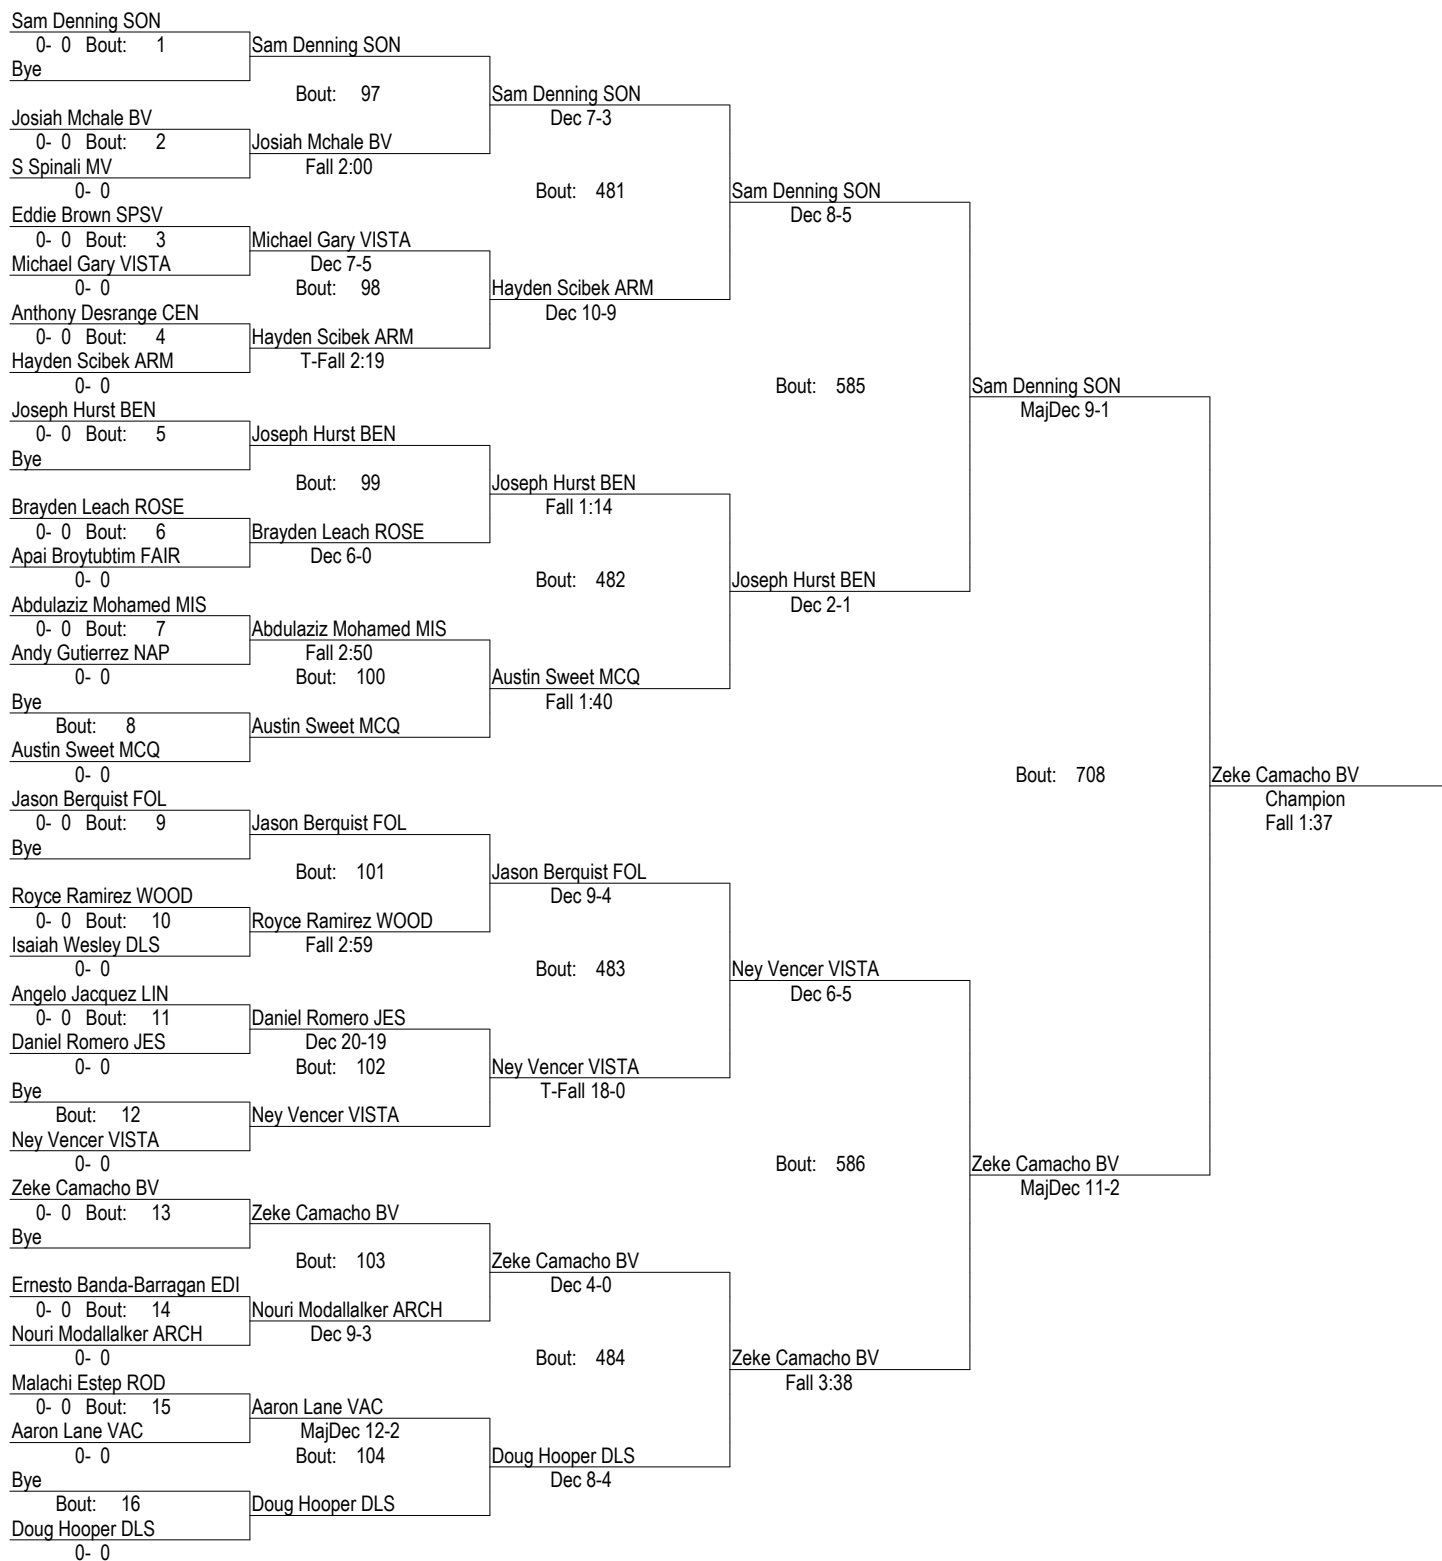 Sam Denning SON
0- 0 Bout: 1 Sam Denning SON
Bye
Bout: 97 Sam Denning SON
Josiah Mchale BV Dec 7-3
0- 0 Bout: 2 Josiah Mchale BV
S Spinali MV Fall 2:00
0- 0 Bout: 481 Sam Denning SON
Eddie Brown SPSV Dec 8-5
0- 0 Bout: 3 Michael Gary VISTA
Michael Gary VISTA Dec 7-5
0- 0 Bout: 98 Hayden Scibek ARM
Anthony Desrange CEN Dec 10-9
0- 0 Bout: 4 Hayden Scibek ARM
Hayden Scibek ARM T-Fall 2:19
0- 0 Bout: 585 Sam Denning SON
Joseph Hurst BEN MajDec 9-1
0- 0 Bout: 5 Joseph Hurst BEN
Bye
Bout: 99 Joseph Hurst BEN
Brayden Leach ROSE Fall 1:14
0- 0 Bout: 6 Brayden Leach ROSE
Apai Broytubtim FAIR Dec 6-0
0- 0 Bout: 482 Joseph Hurst BEN
Abdulaziz Mohamed MIS Dec 2-1
0- 0 Bout: 7 Abdulaziz Mohamed MIS
Andy Gutierrez NAP Fall 2:50
0- 0 Bout: 100 Austin Sweet MCQ
Bye Fall 1:40
Bout: 8 Austin Sweet MCQ
Austin Sweet MCQ
0- 0 Bout: 708 Zeke Camacho BV
Jason Berquist FOL Champion
0- 0 Bout: 9 Jason Berquist FOL Fall 1:37
Bye
Bout: 101 Jason Berquist FOL
Royce Ramirez WOOD Dec 9-4
0- 0 Bout: 10 Royce Ramirez WOOD
Isaiah Wesley DLS Fall 2:59
0- 0 Bout: 483 Ney Vencer VISTA
Angelo Jacquez LIN Dec 6-5
0- 0 Bout: 11 Daniel Romero JES
Daniel Romero JES Dec 20-19
0- 0 Bout: 102 Ney Vencer VISTA
Bye T-Fall 18-0
Bout: 12 Ney Vencer VISTA
Ney Vencer VISTA
0- 0 Bout: 586 Zeke Camacho BV
Zeke Camacho BV MajDec 11-2
0- 0 Bout: 13 Zeke Camacho BV
Bye
Bout: 103 Zeke Camacho BV
Ernesto Banda-Barragan EDI Dec 4-0
0- 0 Bout: 14 Nouri Modallalker ARCH
Nouri Modallalker ARCH Dec 9-3
0- 0 Bout: 484 Zeke Camacho BV
Malachi Estep ROD Fall 3:38
0- 0 Bout: 15 Aaron Lane VAC
Aaron Lane VAC MajDec 12-2
0- 0 Bout: 104 Doug Hooper DLS
Bye Dec 8-4
Bout: 16 Doug Hooper DLS
Doug Hooper DLS
0- 0